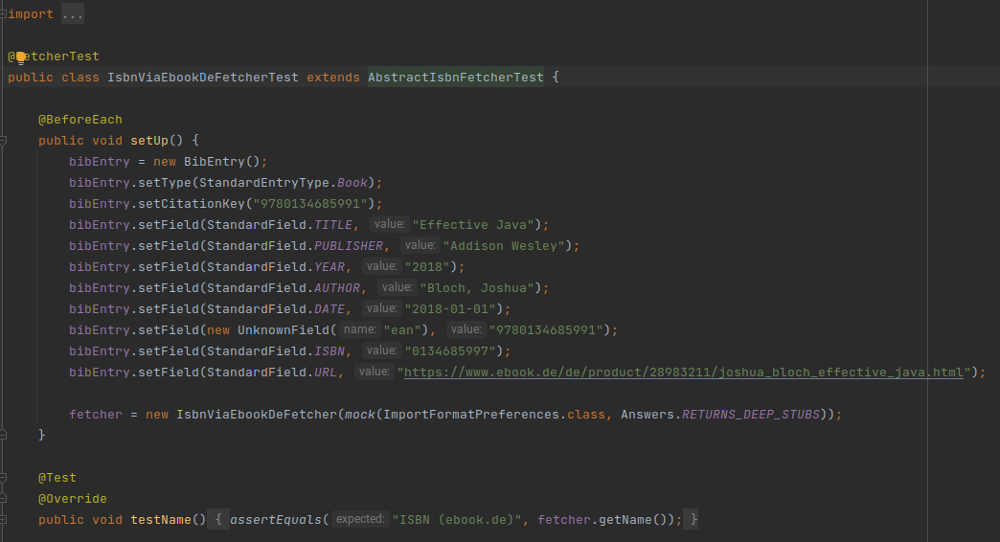 import ...
@FetcherTest
public class IsbnViaEbookDeFetcherTest extends AbstractIsbnFetcherTest {
@BeforeEach
public void setUp() {
bibEntry = new BibEntry();
bibEntry.setType(StandardEntryType.Book);
bibEntry.setCitationKey("9780134685991");
bibEntry.setField(StandardField.TITLE, value: "Effective Java");
bibEntry.setField(StandardField.PUBLISHER, value: "Addison Wesley");
bibEntry.setField(StandardField.YEAR, value: "2018");
bibEntry.setField(StandardField.AUTHOR, value: "Bloch, Joshua");
bibEntry.setField(StandardField.DATE, value: "2018-01-01");
bibEntry.setField(new UnknownField( name: "ean"), value: "9780134685991");
bibEntry.setField(StandardField.ISBN, value: "0134685997");
bibEntry.setField(StandardField.URL, value: "https://www.ebook.de/de/product/28983211/joshua_bloch_effective_java.html");
fetcher = new IsbnViaEbookDeFetcher(mock(ImportFormatPreferences.class, Answers.RETURNS_DEEP_STUBS));
}
@Test
@Override
public void testName() { assertEquals( expected: "ISBN (ebook.de)", fetcher.getName()); }